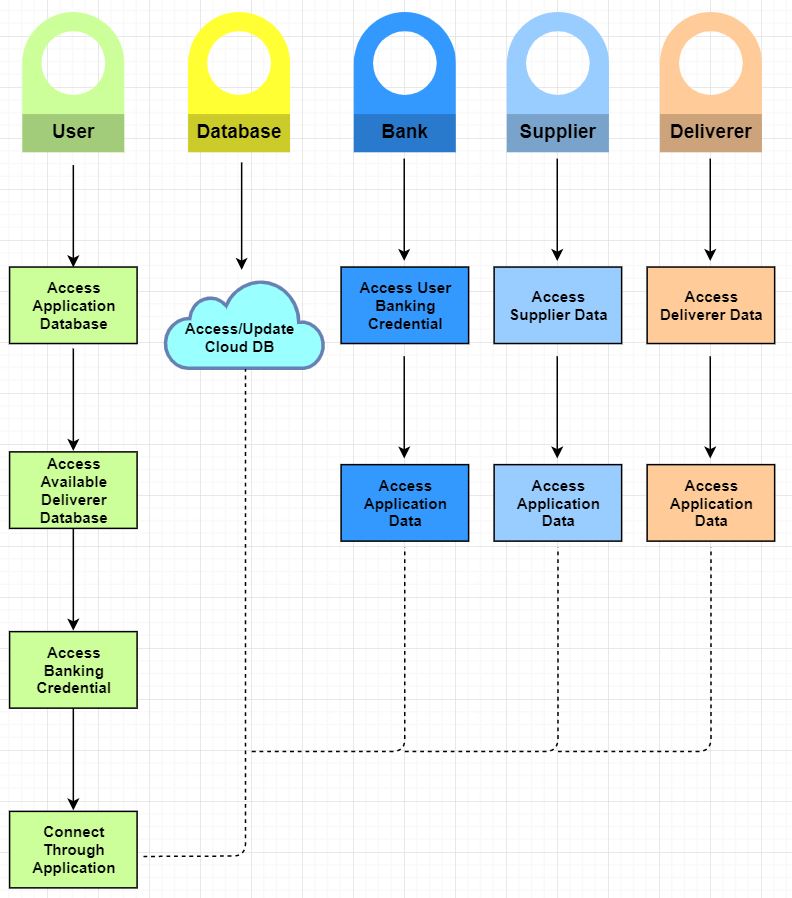 User
Database
Bank
Supplier
Deliverer
Access
Application
Database
Access/Update
Cloud DB
Access User
Banking
Credential
Access
Supplier Data
Access
Deliverer Data
Access
Available
Deliverer
Database
Access
Application
Data
Access
Application
Data
Access
Application
Data
Access
Banking
Credential
Connect
Through
Application